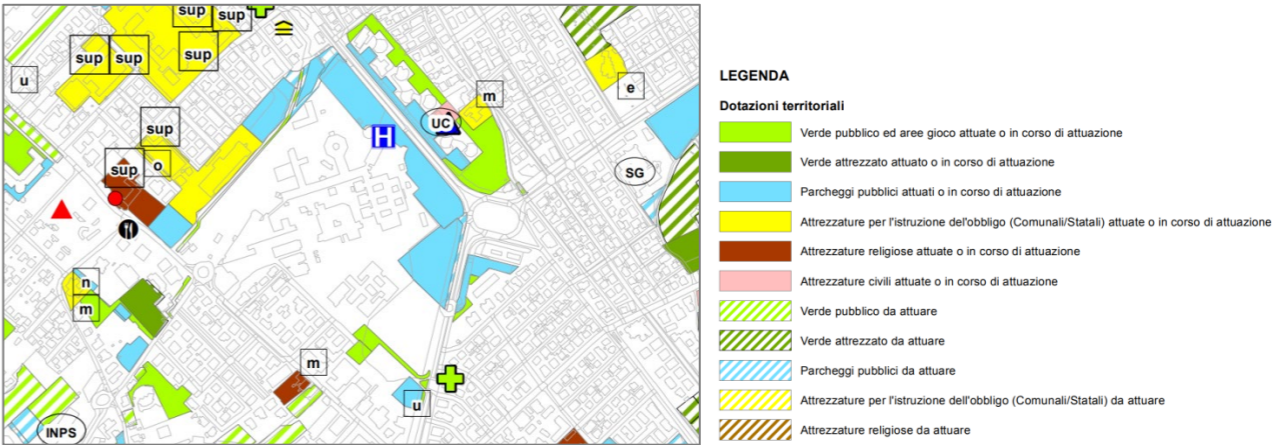 sup
sup
sup
sup
sup
u
m
e
UC
H
sup
sup
o
SG
n
m
m
u
INPS
LEGENDA
Dotazioni territoriali
Verde pubblico ed aree gioco attuate o in corso di attuazione
Verde attrezzato attuato o in corso di attuazione
Parcheggi pubblici attuati o in corso di attuazione
Attrezzature per l'istruzione del'obbligo (Comunali/Statali) attuate o in corso di attuazione
Attrezzature religiose attuate o in corso di attuazione
Attrezzature civili attuate o in corso di attuazione
Verde pubblico da attuare
Verde attrezzato da attuare
Parcheggi pubblici da attuare
Attrezzature per l'istruzione del'obbligo (Comunali/Statali) da attuare
Attrezzature religiose da attuare